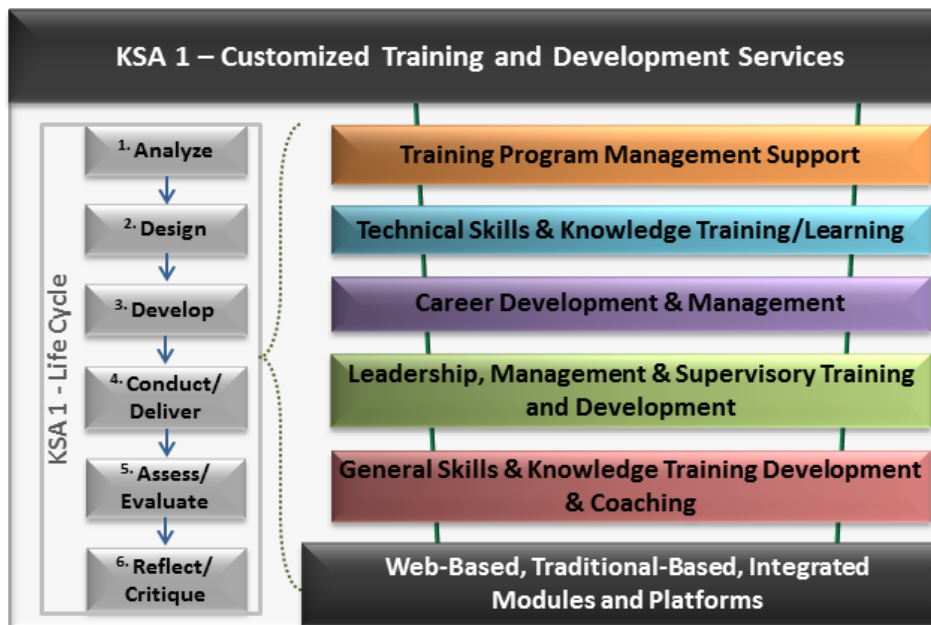 KSA 1 – Customized Training and Development Services
KSA 1 - Life Cycle
1. Analyze
2. Design
3. Develop
4. Conduct/
Deliver
5. Assess/
Evaluate
6. Reflect/
Critique
Training Program Management Support
Technical Skills & Knowledge Training/Learning
Career Development & Management
Leadership, Management & Supervisory Training
and Development
General Skills & Knowledge Training Development
& Coaching
Web-Based, Traditional-Based, Integrated
Modules and Platforms